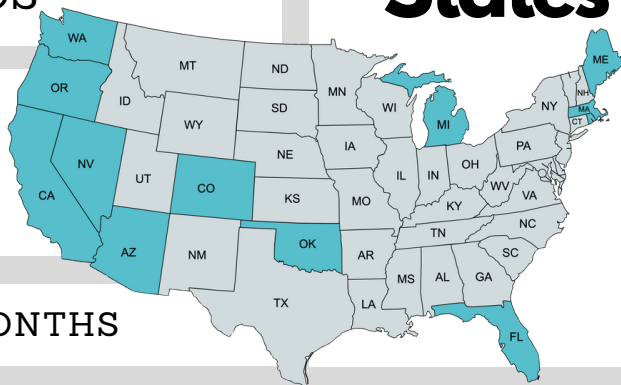 States
WA
MT
ND
ME
OR
ID
MN
NH
SD
WI
NY
MA
WY
MI
CT
NE
IA
PA
NV
UT
CO
IL
IN
OH
CA
KS
MO
WV
VA
KY
AZ
NM
OK
AR
TN
NC
SC
MS
AL
GA
TX
LA
ONTHS
FL